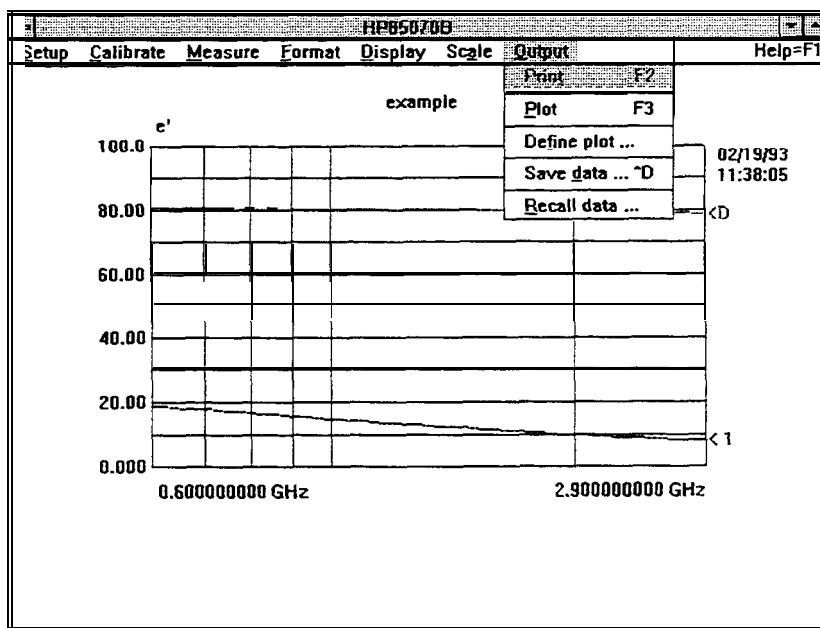 HP85070B
Setup Calibrate Measure Format Display Scale Output Help=F1
Print F2
Plot F3
Define plot ...
Save data ... ^D
Recall data ...
example
e'
02/19/93
11:38:05
100.0
80.00
60.00
40.00
20.00
0.000
<D
<1
0.600000000 GHz 2.900000000 GHz